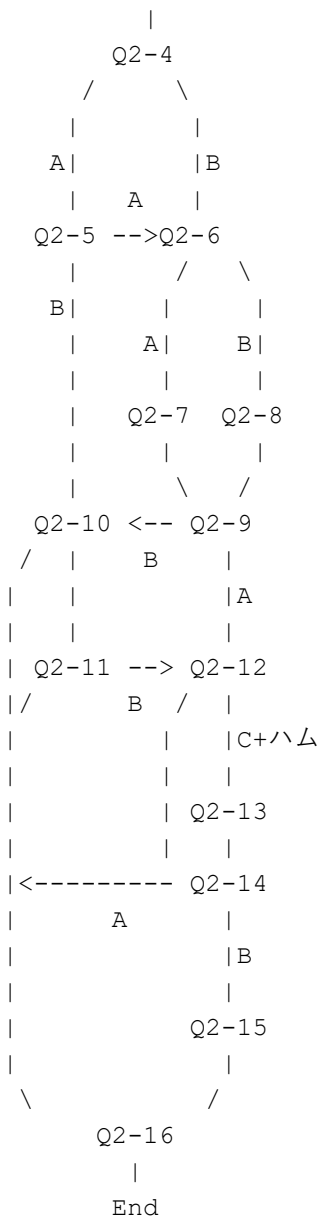 |
Q2-4
/ \
| |
A| |B
| A |
Q2-5 -->Q2-6
| / \
B| | |
| A| B|
| | |
| Q2-7 Q2-8
| | |
| \ /
Q2-10 <-- Q2-9
/ | B |
| | |A
| | |
| Q2-11 --> Q2-12
|/ B / |
| | |C+ハム
| | |
| | Q2-13
| | |
|<--------- Q2-14
| A |
| |B
| |
| Q2-15
| |
\ /
Q2-16
|
End